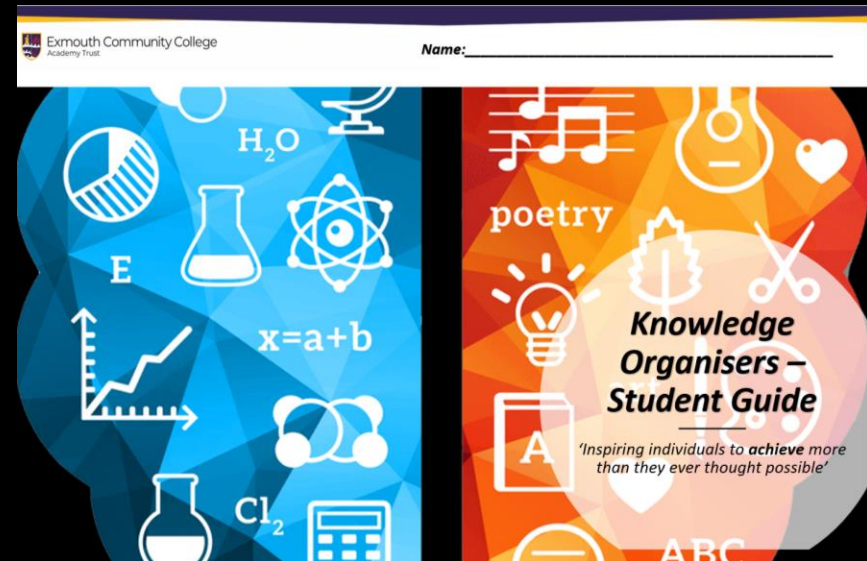 Exmouth Community College
Academy Trust
Name:
H₂O
E
x=a+b
Cl₂
poetry
art
A
ABC
Knowledge
Organisers –
Student Guide
‘Inspiring individuals to achieve more
than they ever thought possible’